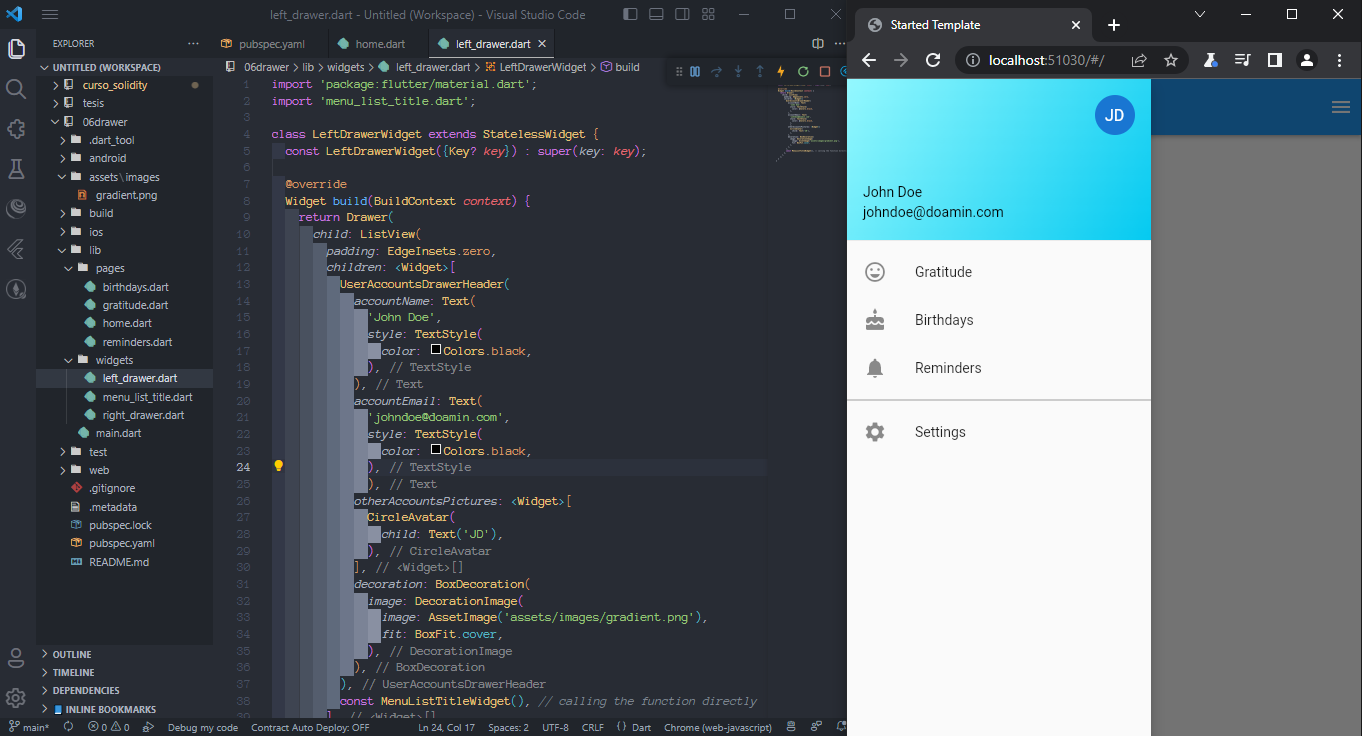 left_drawer.dart - Untitled (Workspace) - Visual Studio Code
EXPLORER
UNTITLED (WORKSPACE)
curso_solidity
tesis
06drawer
.dart_tool
android
assets\images
gradient.png
build
ios
lib
pages
birthdays.dart
gratitude.dart
home.dart
reminders.dart
widgets
left_drawer.dart
menu_list_title.dart
right_drawer.dart
main.dart
test
web
.gitignore
.metadata
pubspec.lock
pubspec.yaml
README.md
OUTLINE
TIMELINE
DEPENDENCIES
INLINE BOOKMARKS
pubspec.yaml home.dart left_drawer.dart
06drawer > lib > widgets > left_drawer.dart > LeftDrawerWidget > build
1 import 'package:flutter/material.dart';
2 import 'menu_list_title.dart';
3
4 class LeftDrawerWidget extends StatelessWidget {
5 const LeftDrawerWidget({Key? key}) : super(key: key);
6
7 @override
8 Widget build(BuildContext context) {
9 return Drawer(
10 child: ListView(
11 padding: EdgeInsets.zero,
12 children: <Widget>[
13 UserAccountsDrawerHeader(
14 accountName: Text(
15 'John Doe',
16 style: TextStyle(
17 color: Colors.black,
18 ), // TextStyle
19 ), // Text
20 accountEmail: Text(
21 'johndoe@doamin.com',
22 style: TextStyle(
23 color: Colors.black,
24 ), // TextStyle
25 ), // Text
26 otherAccountsPictures: <Widget>[
27 CircleAvatar(
28 child: Text('JD'),
29 ), // CircleAvatar
30 ], // <Widget>[]
31 decoration: BoxDecoration(
32 image: DecorationImage(
33 image: AssetImage('assets/images/gradient.png'),
34 fit: BoxFit.cover,
35 ), // DecorationImage
36 ), // BoxDecoration
37 ), // UserAccountsDrawerHeader
38 const MenuListTitleWidget(), // calling the function directly
39 ], // <Widget>[]
main* 0 0 Debug my code Contract Auto Deploy: OFF Ln 24, Col 17 Spaces: 2 UTF-8 CRLF Dart Chrome (web-javascript)
Started Template
localhost:51030/#/
JD
John Doe
johndoe@doamin.com
Gratitude
Birthdays
Reminders
Settings